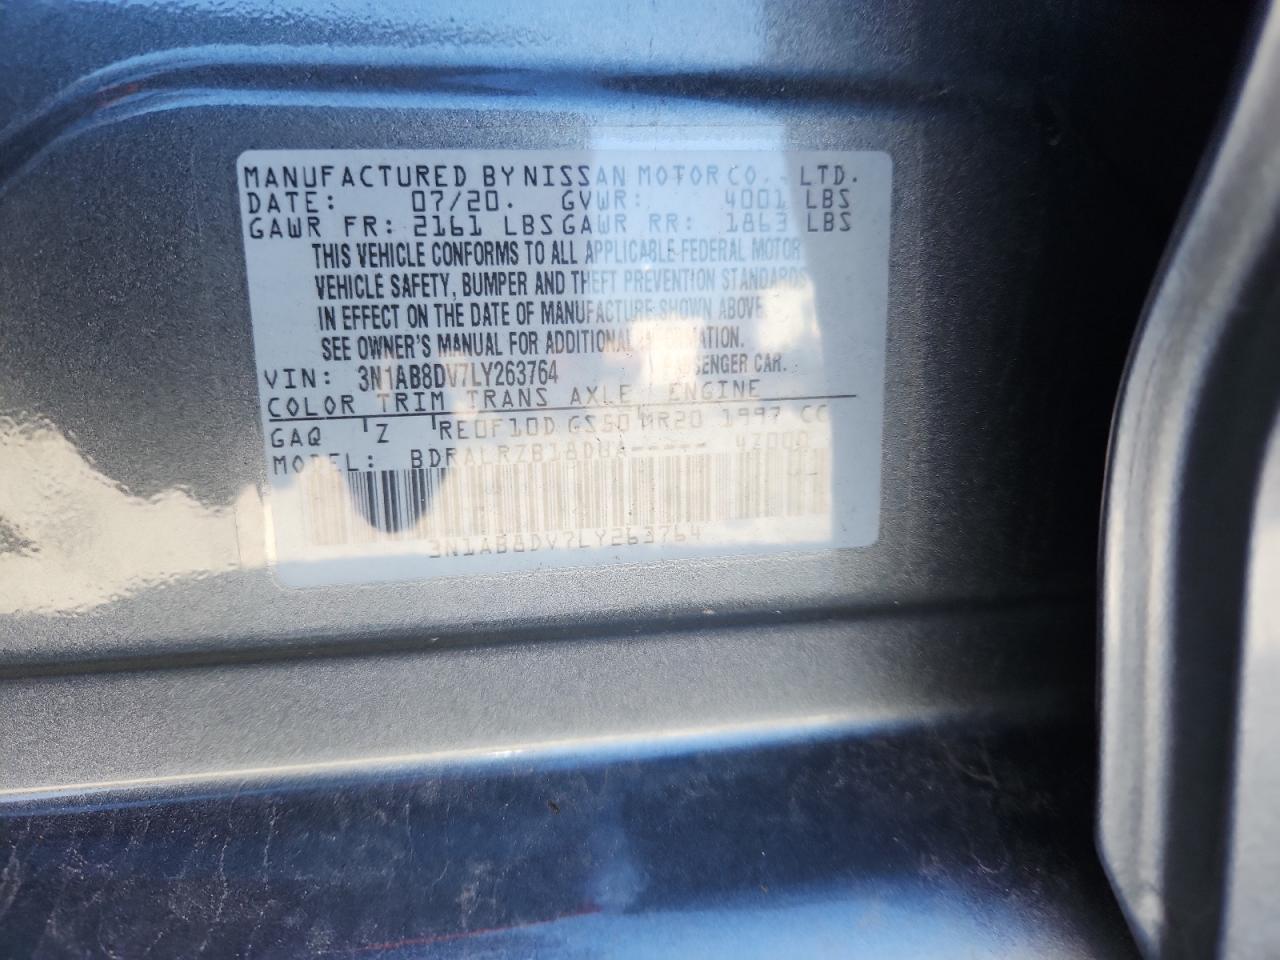 MANUFACTURED BY NISSAN MOTOR CO., LTD.
DATE: 07/20. GVWR: 4001 LBS
GAWR FR: 2161 LBS GAWR RR: 1863 LBS
THIS VEHICLE CONFORMS TO ALL APPLICABLE FEDERAL MOTOR
VEHICLE SAFETY, BUMPER AND THEFT PREVENTION STANDARDS
IN EFFECT ON THE DATE OF MANUFACTURE SHOWN ABOVE.
SEE OWNER'S MANUAL FOR ADDITIONAL INFORMATION.
VIN: 3N1AB8DV7LY263764 PASSENGER CAR.
COLOR TRIM TRANS AXLE / ENGINE
GAQ Z RE0F10D GS50 MR20 1997 CC
MODEL:
3N1AB8DV7LY263764